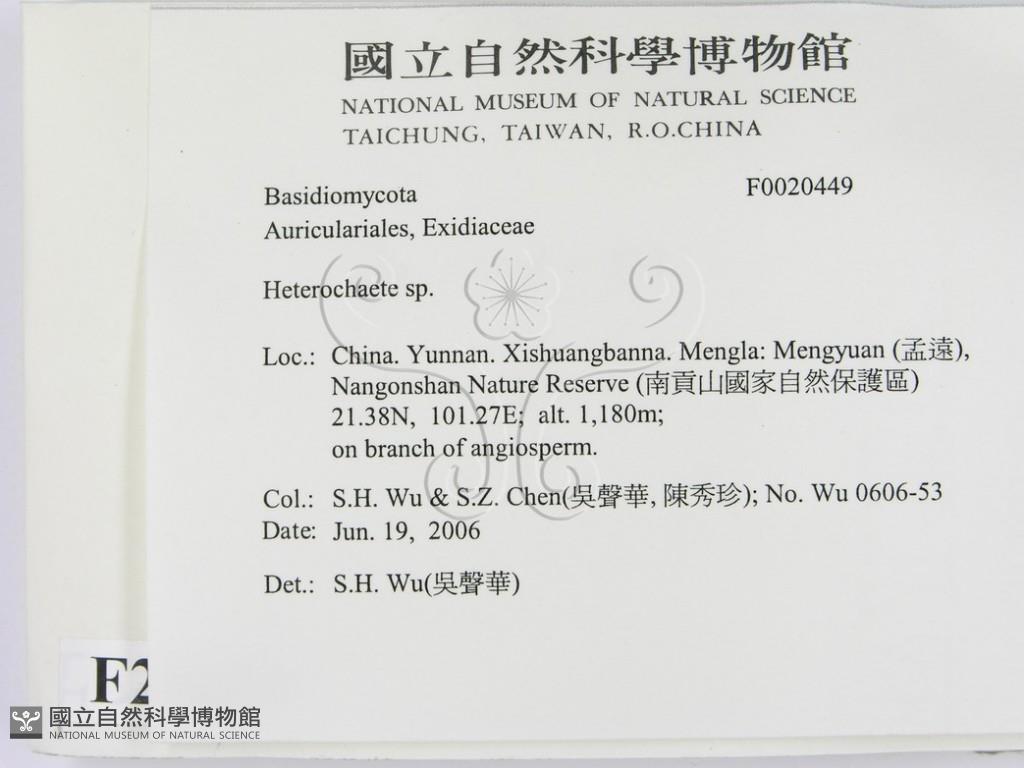 國立自然科學博物館
NATIONAL MUSEUM OF NATURAL SCIENCE
TAICHUNG, TAIWAN, R.O.CHINA
Basidiomycota F0020449
Auriculariales, Exidiaceae
Heterochaete sp.
Loc.: China. Yunnan. Xishuangbanna. Mengla: Mengyuan (孟遠),
Nangonshan Nature Reserve (南貢山國家自然保護區)
21.38N, 101.27E; alt. 1,180m;
on branch of angiosperm.
Col.: S.H. Wu & S.Z. Chen(吳聲華, 陳秀珍); No. Wu 0606-53
Date: Jun. 19, 2006
Det.: S.H. Wu(吳聲華)
F2
國立自然科學博物館
NATIONAL MUSEUM OF NATURAL SCIENCE